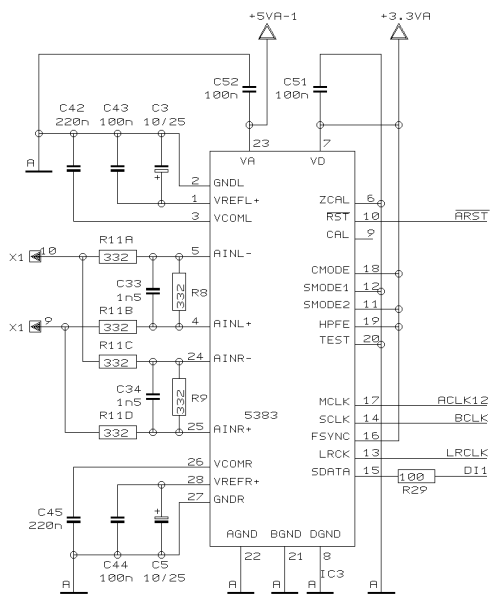 +5VA-1
+3.3VA
C52
100n
C51
100n
C42
220n
C43
100n
C3
10/25
A
+
23
VA
7
VD
2
GNDL
1
VREFL+
3
VCOML
ZCAL
6
RST
10
ARST
CAL
9
X1
10
R11A
332
5
AINL-
C33
1n5
332
R8
R11B
X1
9
332
4
AINL+
R11C
332
24
AINR-
C34
1n5
332
R9
R11D
332
25
AINR+
5383
CMODE
18
SMODE1
12
SMODE2
11
HPFE
19
TEST
20
MCLK
17
ACLK12
SCLK
14
BCLK
FSYNC
16
LRCK
13
LRCLK
SDATA
15
100
DI1
R29
26
VCOMR
28
VREFR+
27
GNDR
C45
220n
+
C44
100n
C5
10/25
AGND
BGND
DGND
22
21
8
IC3
A
A
A
A